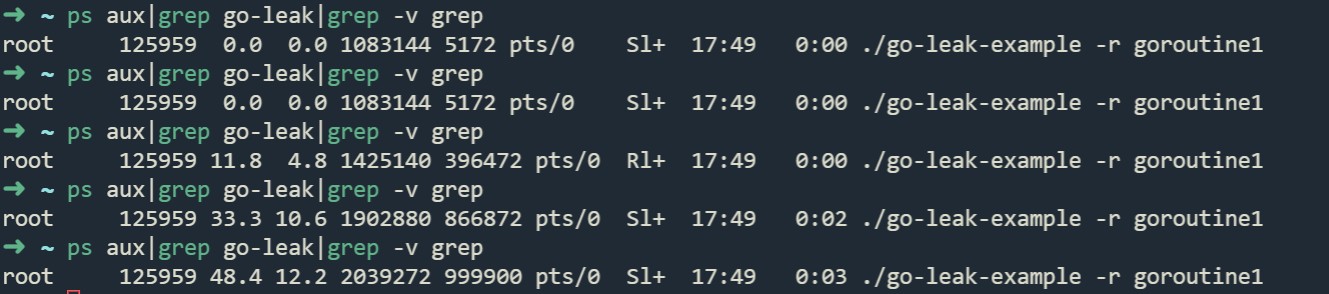 → ~ ps aux|grep go-leak|grep -v grep
root 125959 0.0 0.0 1083144 5172 pts/0 Sl+ 17:49 0:00 ./go-leak-example -r goroutine1
→ ~ ps aux|grep go-leak|grep -v grep
root 125959 0.0 0.0 1083144 5172 pts/0 Sl+ 17:49 0:00 ./go-leak-example -r goroutine1
→ ~ ps aux|grep go-leak|grep -v grep
root 125959 11.8 4.8 1425140 396472 pts/0 Rl+ 17:49 0:00 ./go-leak-example -r goroutine1
→ ~ ps aux|grep go-leak|grep -v grep
root 125959 33.3 10.6 1902880 866872 pts/0 Sl+ 17:49 0:02 ./go-leak-example -r goroutine1
→ ~ ps aux|grep go-leak|grep -v grep
root 125959 48.4 12.2 2039272 999900 pts/0 Sl+ 17:49 0:03 ./go-leak-example -r goroutine1